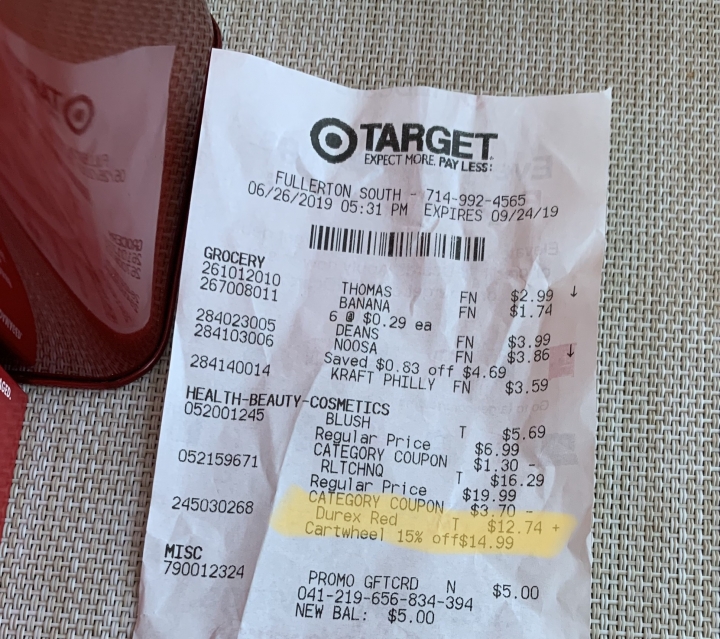 TARGET
EXPECT MORE. PAY LESS.
FULLERTON SOUTH - 714-992-4565
06/26/2019 05:31 PM EXPIRES 09/24/19
GROCERY
261012010 THOMAS FN $2.99 ↓
267008011 BANANA FN $1.74
6 @ $0.29 ea
284023005 DEANS FN $3.99
284103006 NOOSA FN $3.86 ↓
Saved $0.83 off $4.69
284140014 KRAFT PHILLY FN $3.59
HEALTH-BEAUTY-COSMETICS
052001245 BLUSH T $5.69
Regular Price $6.99
CATEGORY COUPON $1.30 -
052159671 RLTCHNQ T $16.29
Regular Price $19.99
CATEGORY COUPON $3.70 -
245030268 Durex Red T $12.74 +
Cartwheel 15% off$14.99
MISC
790012324 PROMO GFTCRD N $5.00
041-219-656-834-394
NEW BAL: $5.00